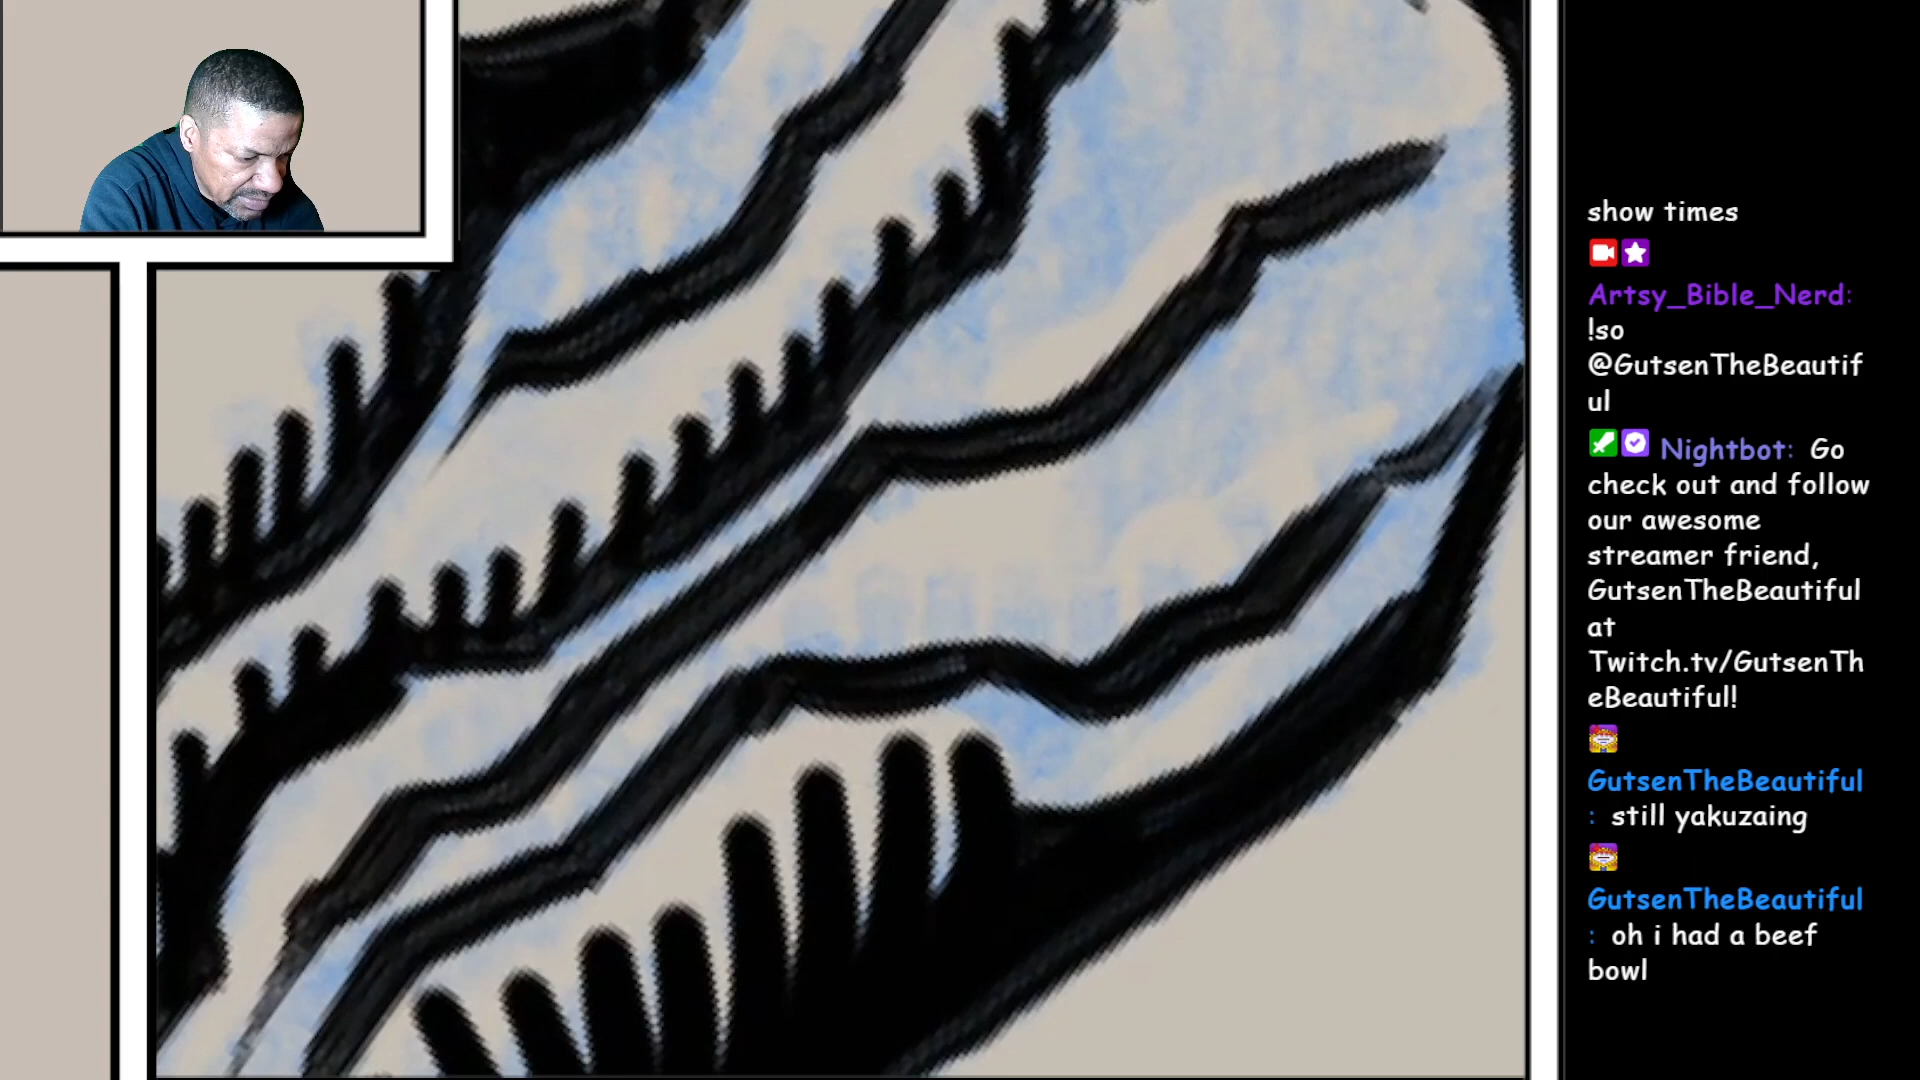 show times
Artsy_Bible_Nerd:
!so
@GutsenTheBeautif
ul
Nightbot: Go
check out and follow
our awesome
streamer friend,
GutsenTheBeautiful
at
Twitch.tv/GutsenTh
eBeautiful!
GutsenTheBeautiful
: still yakuzaing
GutsenTheBeautiful
: oh i had a beef
bowl